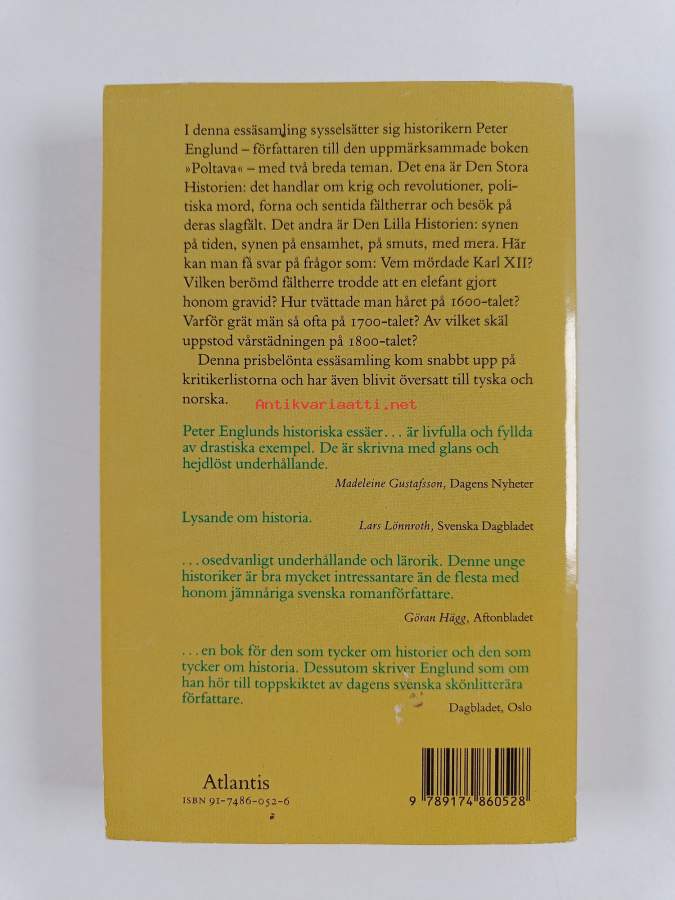 I denna essäsamling sysselsätter sig historikern Peter
Englund – författaren till den uppmärksammade boken
»Poltava« – med två breda teman. Det ena är Den Stora
Historien: det handlar om krig och revolutioner, poli-
tiska mord, forna och sentida fältherrar och besök på
deras slagfält. Det andra är Den Lilla Historien: synen
på tiden, synen på ensamhet, på smuts, med mera. Här
kan man få svar på frågor som: Vem mördade Karl XII?
Vilken berömd fältherre trodde att en elefant gjort
honom gravid? Hur tvättade man håret på 1600-talet?
Varför grät män så ofta på 1700-talet? Av vilket skäl
uppstod vårstädningen på 1800-talet?
Denna prisbelönta essäsamling kom snabbt upp på
kritikerlistorna och har även blivit översatt till tyska och
norska.
Antikvariaatti.net
Peter Englunds historiska essäer... är livfulla och fyllda
av drastiska exempel. De är skrivna med glans och
hejdlöst underhållande.
Madeleine Gustafsson, Dagens Nyheter
Lysande om historia.
Lars Lönnroth, Svenska Dagbladet
...osedvanligt underhållande och lärorik. Denne unge
historiker är bra mycket intressantare än de flesta med
honom jämnåriga svenska romanförfattare.
Göran Hägg, Aftonbladet
...en bok för den som tycker om historier och den som
tycker om historia. Dessutom skriver Englund som om
han hör till toppskiktet av dagens svenska skönlitterära
författare.
Dagbladet, Oslo
Atlantis
ISBN 91-7486-052-6
9 789174 860528